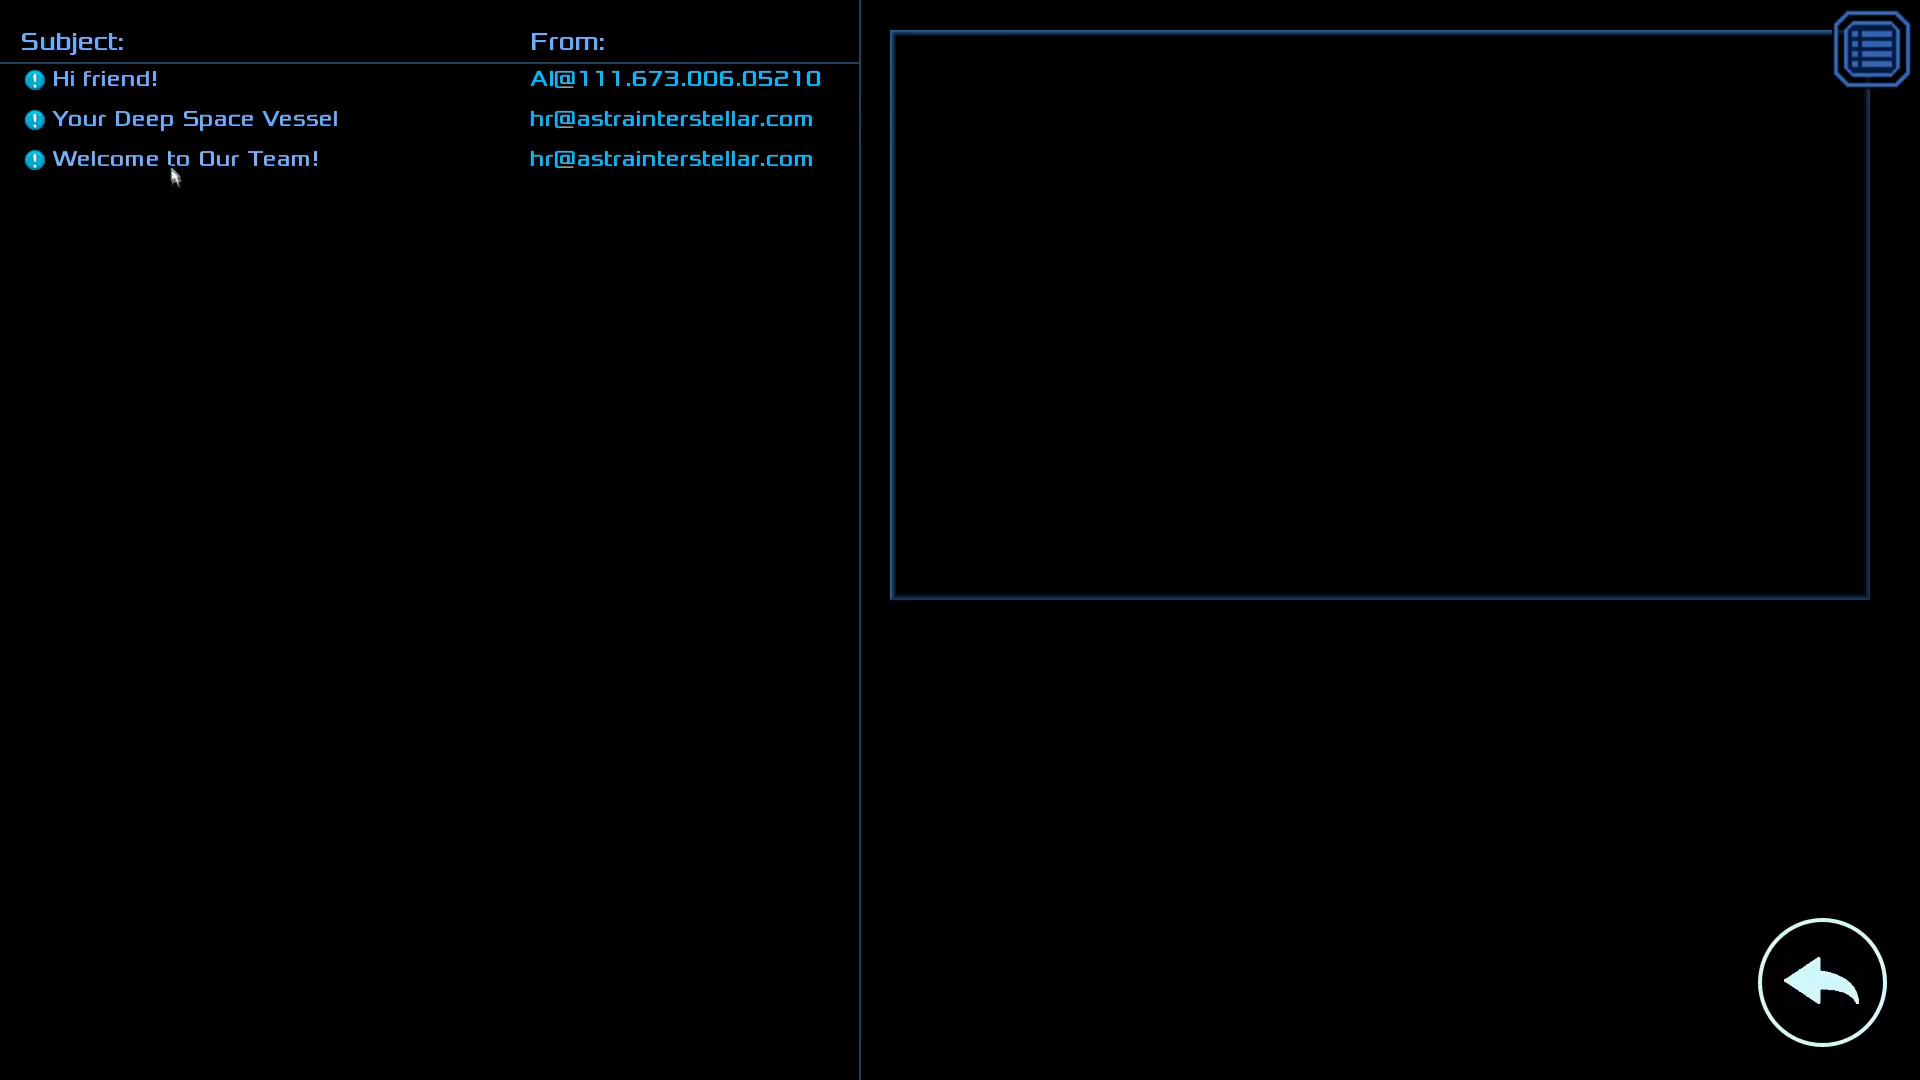 Subject: From:
Hi friend! AI@111.673.006.05210
Your Deep Space Vessel hr@astrainterstellar.com
Welcome to Our Team! hr@astrainterstellar.com